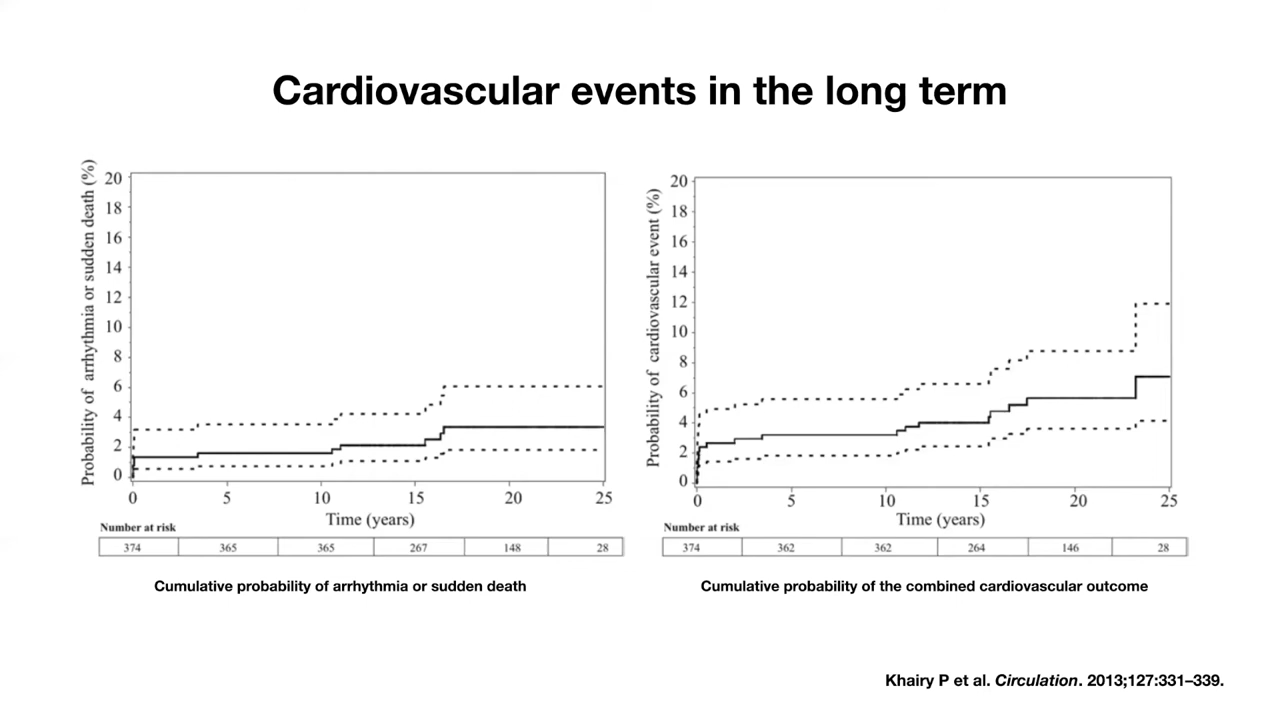 Cardiovascular events in the long term
Probability of arrhythmia or sudden death (%)
20
18
16
14
12
10
8
6
4
2
0
0 5 10 15 20 25
Time (years)
Number at risk
374 365 365 267 148 28
Cumulative probability of arrhythmia or sudden death
Probability of cardiovascular event (%)
20
18
16
14
12
10
8
6
4
2
0
0 5 10 15 20 25
Time (years)
Number at risk
374 362 362 264 146 28
Cumulative probability of the combined cardiovascular outcome
Khairy P et al. Circulation. 2013;127:331–339.